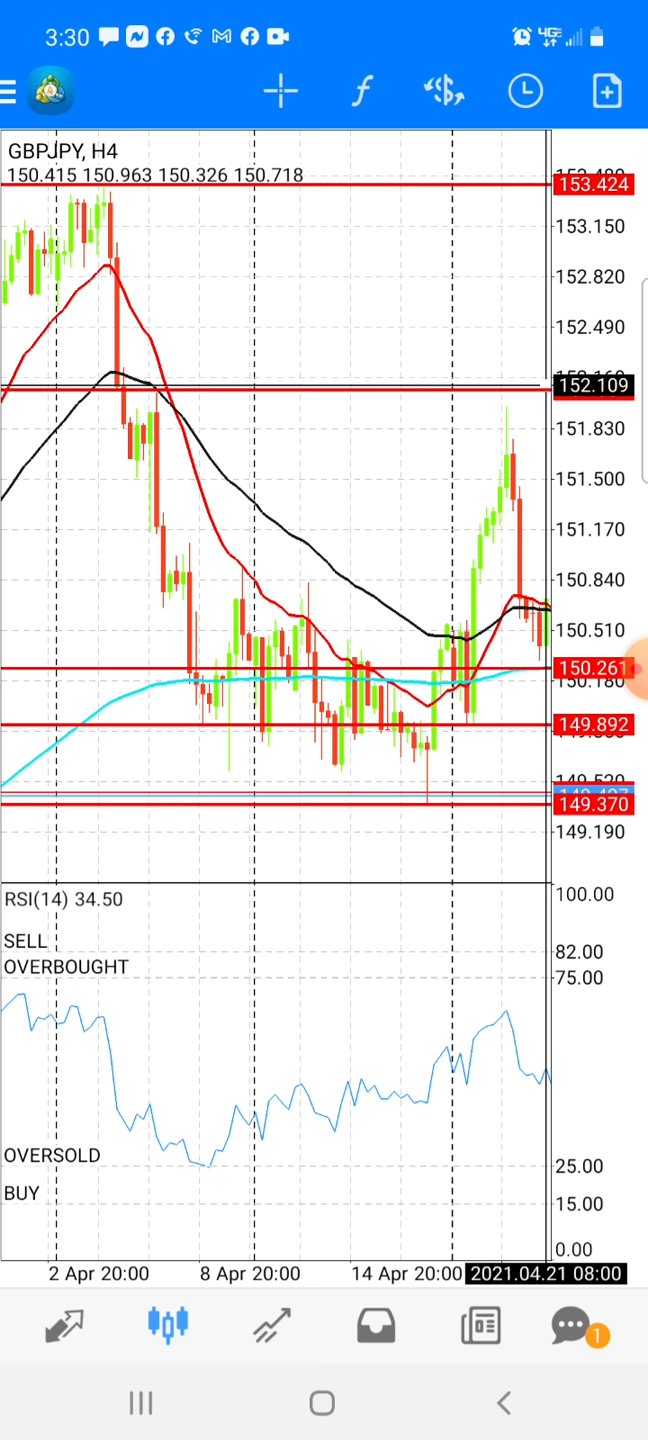 3:30
4GE
GBPJPY, H4
150.415 150.963 150.326 150.718
153.424
153.150
152.820
152.490
152.109
151.830
151.500
151.170
150.840
150.510
150.261
150.180
149.892
149.370
149.190
RSI(14) 34.50
100.00
SELL
82.00
OVERBOUGHT
75.00
OVERSOLD
25.00
BUY
15.00
0.00
2 Apr 20:00 8 Apr 20:00 14 Apr 20:00 2021.04.21 08:00
1